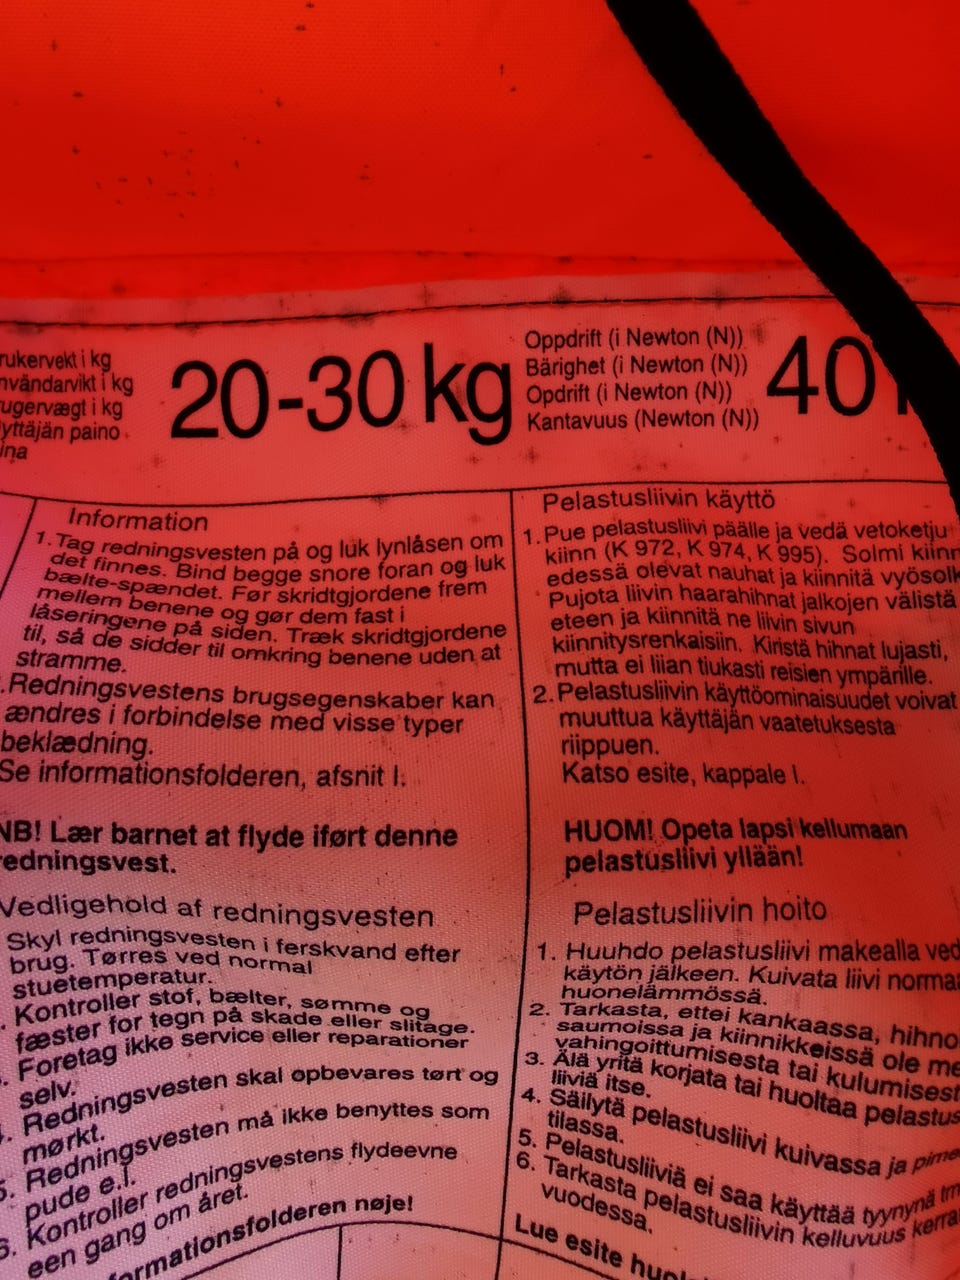 rukervekt i kg
nvändarvikt i kg
ugervægt i kg
yttäjän paino
ina
20-30 kg
Oppdrift (i Newton (N))
Bärighet (i Newton (N))
Opdrift (i Newton (N))
Kantavuus (Newton (N))
40
Information
1. Tag redningsvesten på og luk lynlåsen om
det finnes. Bind begge snore foran og luk
bælte-spændet. Før skridtgjordene frem
mellem benene og gør dem fast i
låseringene på siden. Træk skridtgjordene
til, så de sidder til omkring benene uden at
stramme.
. Redningsvestens brugsegenskaber kan
ændres i forbindelse med visse typer
beklædning.
Se informationsfolderen, afsnit I.
NB! Lær barnet at flyde iført denne
redningsvest.
Vedligehold af redningsvesten
Skyl redningsvesten i ferskvand efter
brug. Tørres ved normal
stuetemperatur.
. Kontroller stof, bælter, sømme og
fæster for tegn på skade eller slitage.
. Foretag ikke service eller reparationer
selv.
. Redningsvesten skal opbevares tørt og
mørkt.
5. Redningsvesten må ikke benyttes som
pude e.l.
6. Kontroller redningsvestens flydeevne
een gang om året.
formationsfolderen nøje!
Pelastusliivin käyttö
1. Pue pelastusliivi päälle ja vedä vetoketju
kiinn (K 972, K 974, K 995). Solmi kiinn
edessä olevat nauhat ja kiinnitä vyösolk
Pujota liivin haarahihnat jalkojen välistä
eteen ja kiinnitä ne liivin sivun
kiinnitysrenkaisiin. Kiristä hihnat lujasti,
mutta ei liian tiukasti reisien ympärille.
2. Pelastusliivin käyttöominaisuudet voivat
muuttua käyttäjän vaatetuksesta
riippuen.
Katso esite, kappale I.
HUOM! Opeta lapsi kellumaan
pelastusliivi yllään!
Pelastusliivin hoito
1. Huuhdo pelastusliivi makealla ved
käytön jälkeen. Kuivata liivi norma
huonelämmössä.
2. Tarkasta, ettei kankaassa, hihno
saumoissa ja kiinnikkeissä ole me
vahingoittumisesta tai kulumisest
3. Älä yritä korjata tai huoltaa pelastus
liiviä itse.
4. Säilytä pelastusliivi kuivassa ja pime
tilassa.
5. Pelastusliiviä ei saa käyttää tyynynä tm
6. Tarkasta pelastusliivin kelluvuus kerra
vuodessa.
Lue esite huol